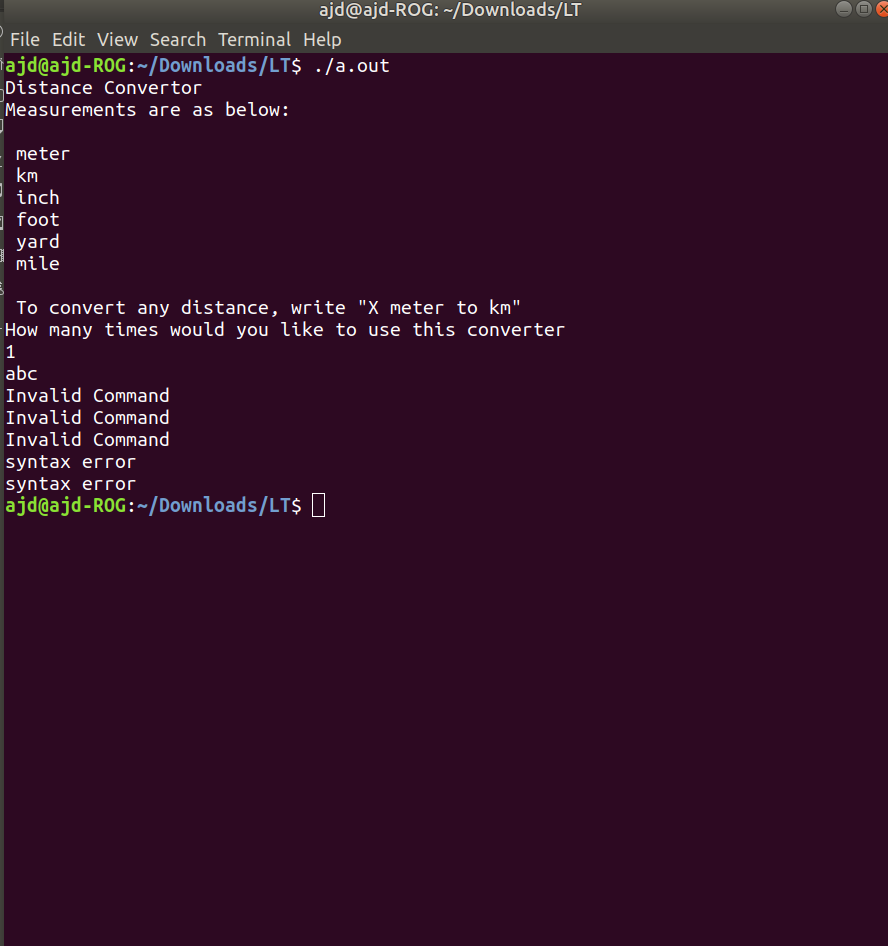 ajd@ajd-ROG: ~/Downloads/LT
File Edit View Search Terminal Help
ajd@ajd-ROG:~/Downloads/LT$ ./a.out
Distance Convertor
Measurements are as below:
meter
km
inch
foot
yard
mile
To convert any distance, write "X meter to km"
How many times would you like to use this converter
1
abc
Invalid Command
Invalid Command
Invalid Command
syntax error
syntax error
ajd@ajd-ROG:~/Downloads/LT$